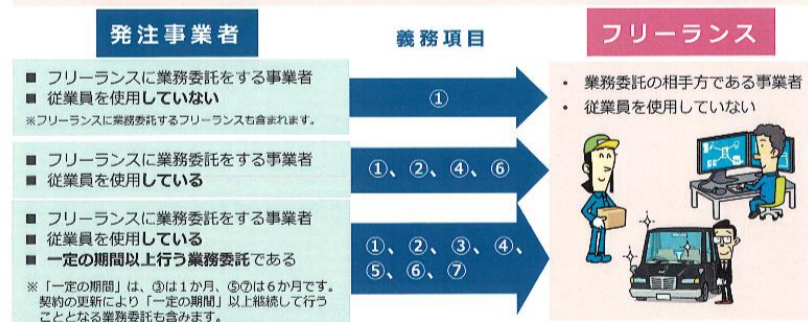 発注事業者
義務項目
フリーランス
■ フリーランスに業務委託をする事業者
■ 従業員を使用していない
※フリーランスに業務委託するフリーランスも含まれます。
①
・ 業務委託の相手方である事業者
・ 従業員を使用していない
■ フリーランスに業務委託をする事業者
■ 従業員を使用している
①、②、④、⑥
■ フリーランスに業務委託をする事業者
■ 従業員を使用している
■ 一定の期間以上行う業務委託である
※「一定の期間」は、③は1か月、⑤⑦は6か月です。
契約の更新により「一定の期間」以上継続して行う
こととなる業務委託も含みます。
①、②、③、④、
⑤、⑥、⑦